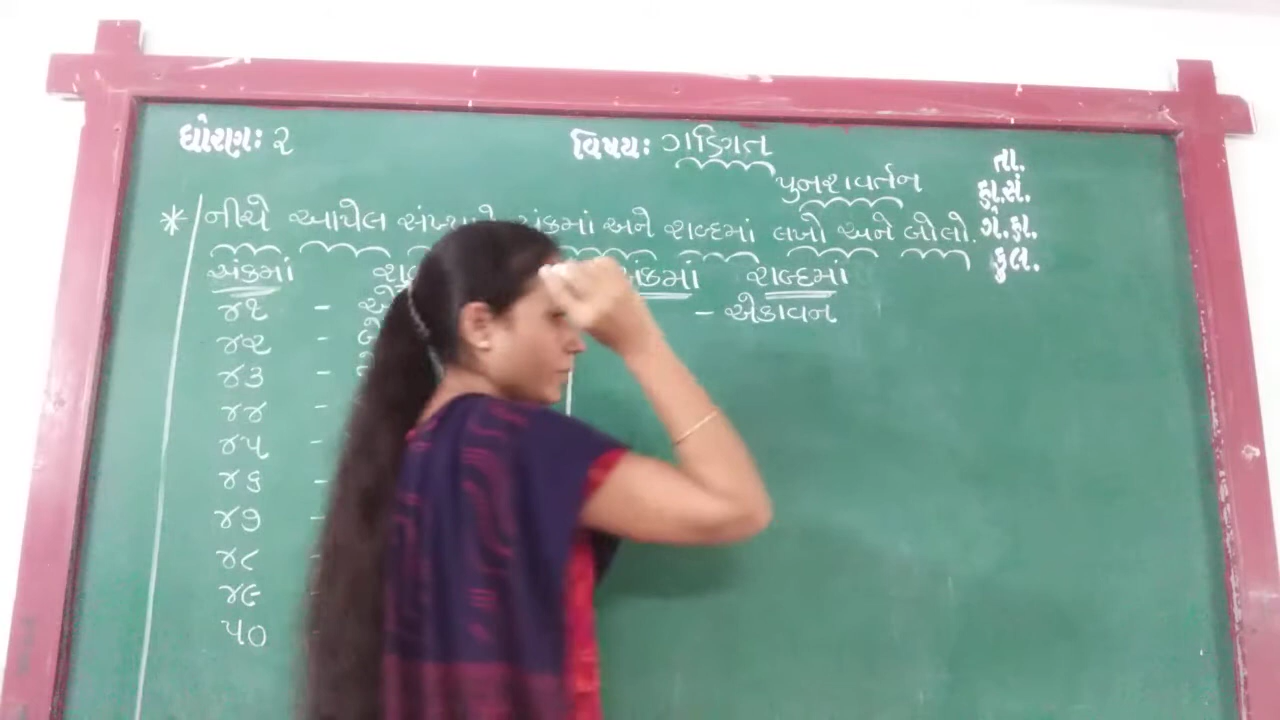 ધોરણઃ ૨ વિષયઃ ગણિત તા.
પુનરાવર્તન હા.સં.
* નીચે આપેલ અંકમાં અને શબ્દમાં લખો અને બોલો. ગે.હા.
કુલ.
અંકમાં અંકમાં શબ્દમાં
૪૧ - - એકાવન
૪૨ -
૪૩ -
૪૪ -
૪૫ -
૪૬ -
૪૭ -
૪૮ -
૪૯ -
૫૦ -